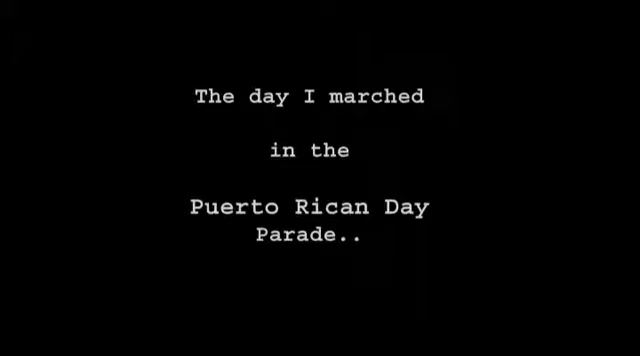 The day I marched
in the
Puerto Rican Day
Parade..